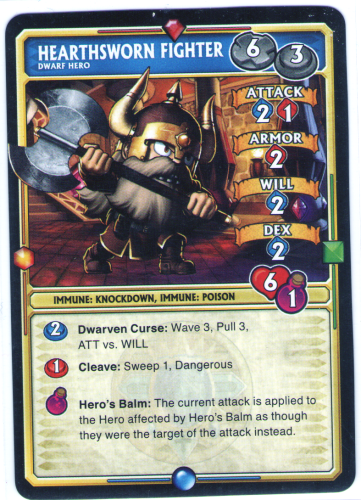 HEARTHSWORN FIGHTER
DWARF HERO
6 3
ATTACK
2 1
ARMOR
2
WILL
2
DEX
2
6
1
IMMUNE: KNOCKDOWN, IMMUNE: POISON
2 Dwarven Curse: Wave 3, Pull 3,
ATT vs. WILL
1 Cleave: Sweep 1, Dangerous
Hero's Balm: The current attack is applied to
the Hero affected by Hero's Balm as though
they were the target of the attack instead.